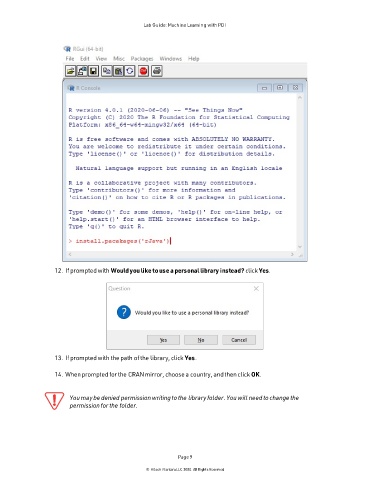 Lab Guide: Machine Learning with PDI
RGui (64-bit)
File Edit View Misc Packages Windows Help
R Console
R version 4.0.1 (2020-06-06) -- "See Things Now"
Copyright (C) 2020 The R Foundation for Statistical Computing
Platform: x86_64-w64-mingw32/x64 (64-bit)
R is free software and comes with ABSOLUTELY NO WARRANTY.
You are welcome to redistribute it under certain conditions.
Type 'license()' or 'licence()' for distribution details.
Natural language support but running in an English locale
R is a collaborative project with many contributors.
Type 'contributors()' for more information and
'citation()' on how to cite R or R packages in publications.
Type 'demo()' for some demos, 'help()' for on-line help, or
'help.start()' for an HTML browser interface to help.
Type 'q()' to quit R.
> install.packages('rJava')
12. If prompted with Would you like to use a personal library instead? click Yes.
Question
Would you like to use a personal library instead?
Yes No Cancel
13. If prompted with the path of the library, click Yes.
14. When prompted for the CRAN mirror, choose a country, and then click OK.
You may be denied permission writing to the library folder. You will need to change the
permission for the folder.
Page 9
© Hitachi Vantara LLC 2020. All Rights Reserved